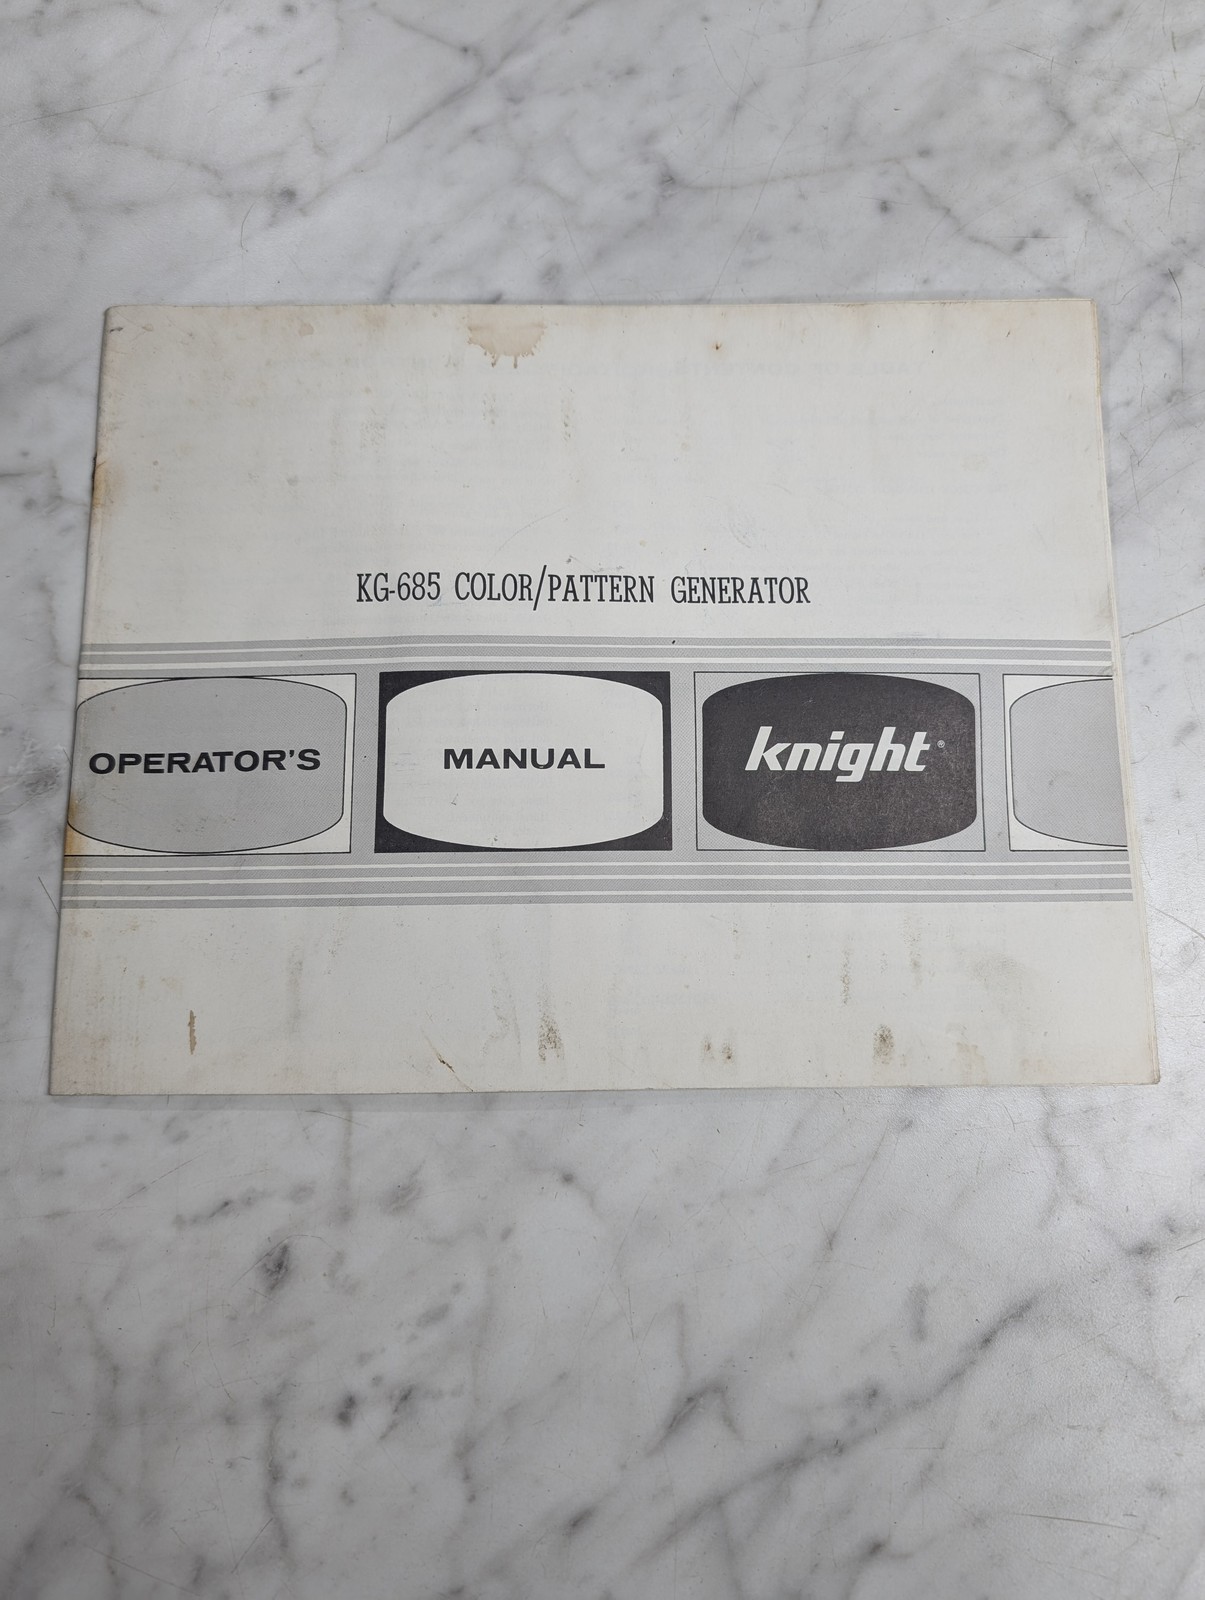 KG-685 COLOR/PATTERN GENERATOR
OPERATOR'S
MANUAL
knight®